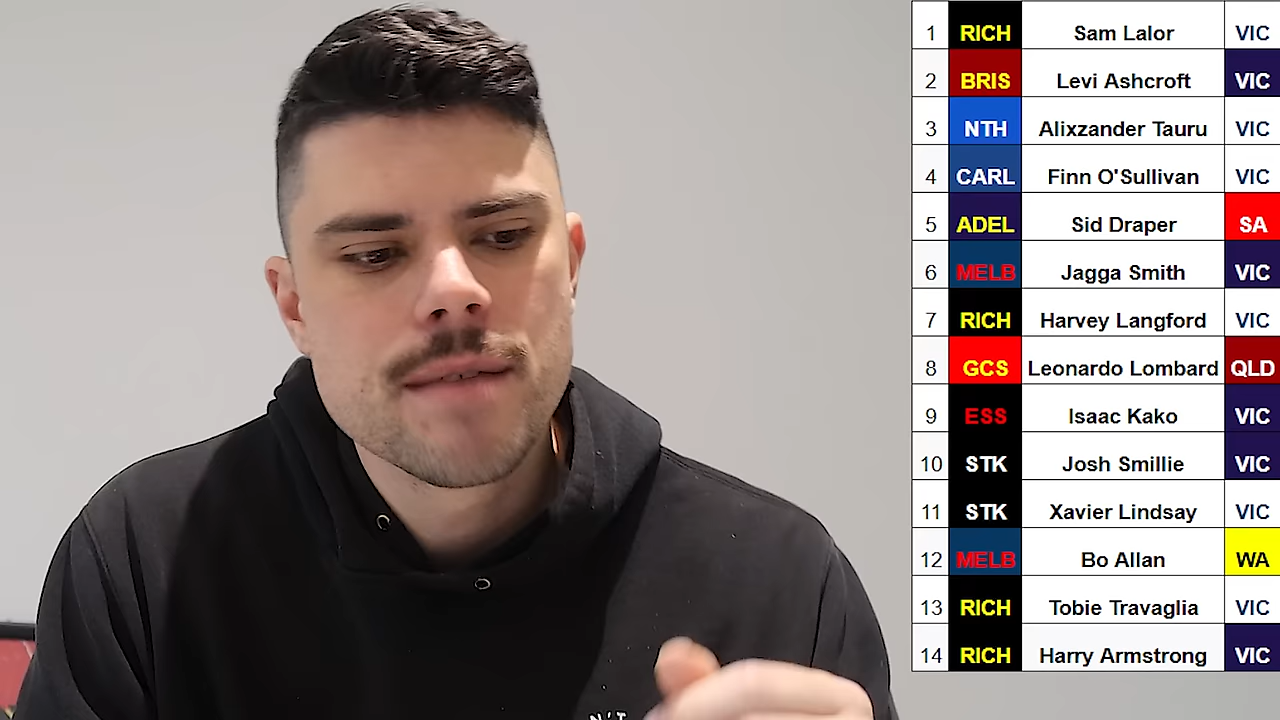 1 RICH Sam Lalor VIC
2 BRIS Levi Ashcroft VIC
3 NTH Alixzander Tauru VIC
4 CARL Finn O'Sullivan VIC
5 ADEL Sid Draper SA
6 MELB Jagga Smith VIC
7 RICH Harvey Langford VIC
8 GCS Leonardo Lombard QLD
9 ESS Isaac Kako VIC
10 STK Josh Smillie VIC
11 STK Xavier Lindsay VIC
12 MELB Bo Allan WA
13 RICH Tobie Travaglia VIC
14 RICH Harry Armstrong VIC